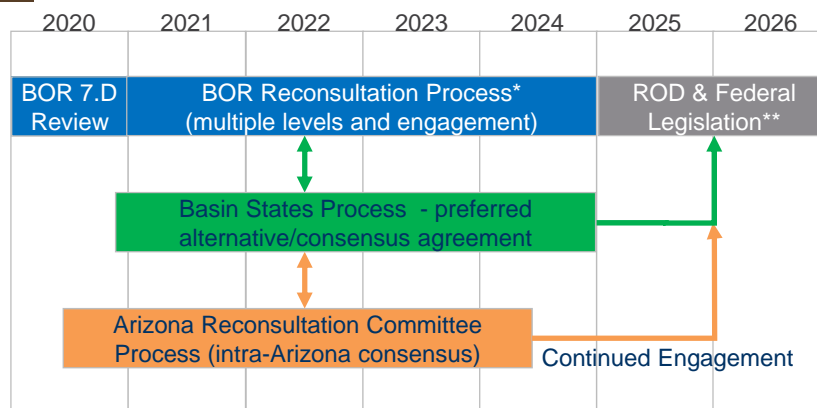 2020 2021 2022 2023 2024 2025 2026
BOR 7.D
Review
BOR Reconsultation Process*
(multiple levels and engagement)
ROD & Federal
Legislation**
Basin States Process - preferred
alternative/consensus agreement
Arizona Reconsultation Committee
Process (intra-Arizona consensus)
Continued Engagement